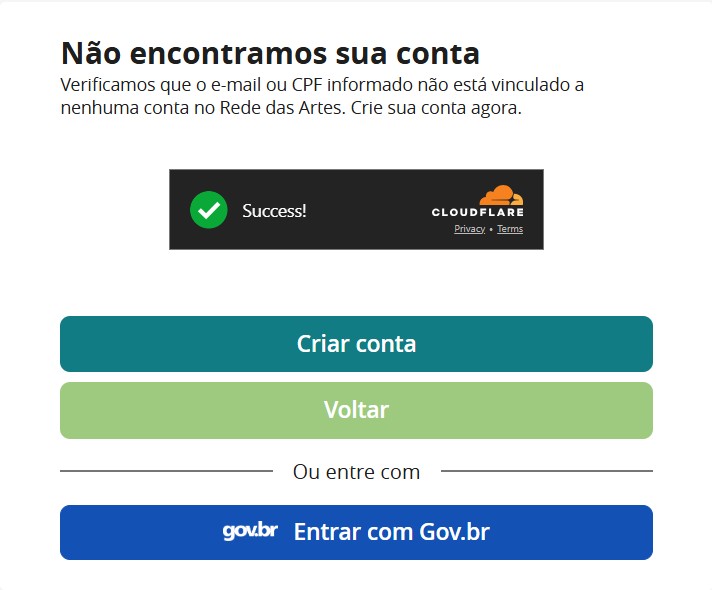 Não encontramos sua conta
Verificamos que o e-mail ou CPF informado não está vinculado a
nenhuma conta no Rede das Artes. Crie sua conta agora.
Success!
CLOUDFLARE
Privacy • Terms
Criar conta
Voltar
Ou entre com
gov.br Entrar com Gov.br